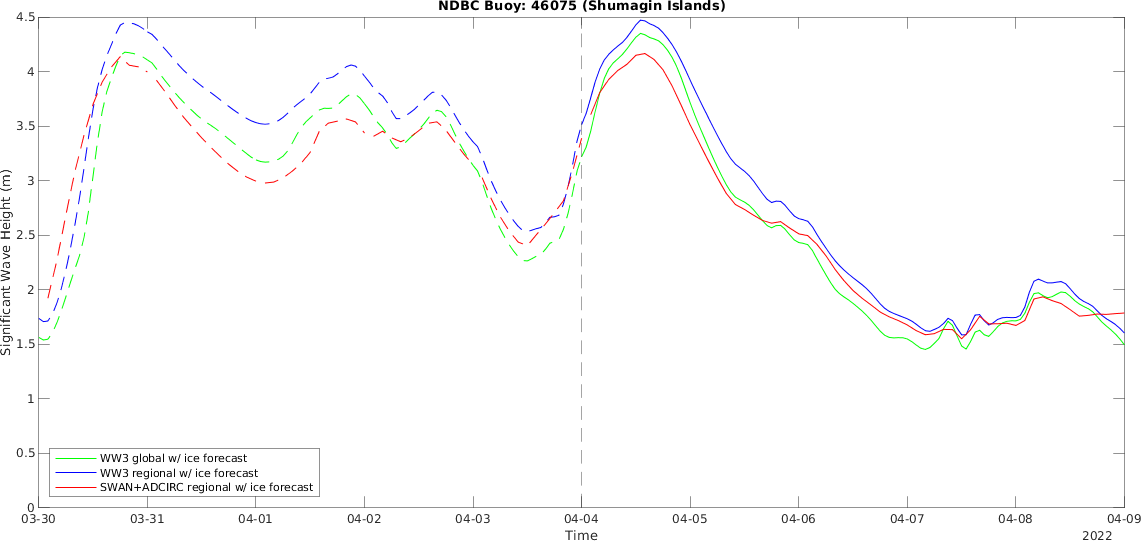 NDBC Buoy: 46075 (Shumagin Islands)
4.5
4
3.5
3
2.5
2
1.5
1
0.5
0
Significant Wave Height (m)
WW3 global w/ ice forecast
WW3 regional w/ ice forecast
SWAN+ADCIRC regional w/ ice forecast
03-30 03-31 04-01 04-02 04-03 04-04 04-05 04-06 04-07 04-08 04-09
Time
2022